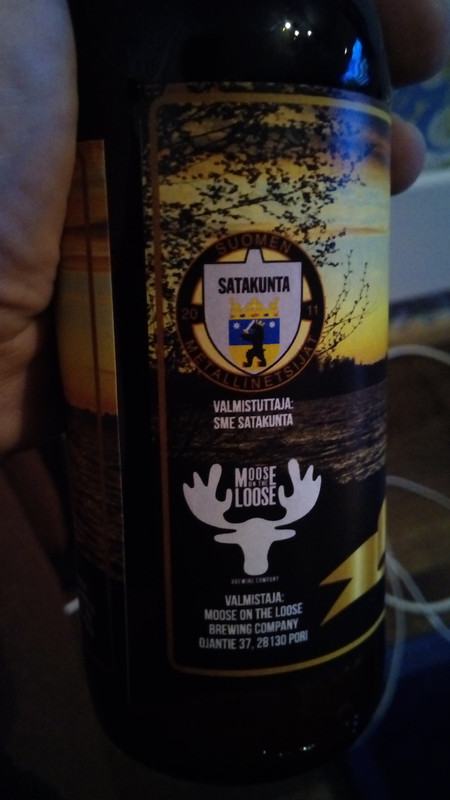 SUOMEN
SATAKUNTA
20 11
METALLINETSIJÄT
VALMISTUTTAJA:
SME SATAKUNTA
MOOSE
ON THE
LOOSE
BREWING COMPANY
VALMISTAJA:
MOOSE ON THE LOOSE
BREWING COMPANY
OJANTIE 37, 28130 PORI